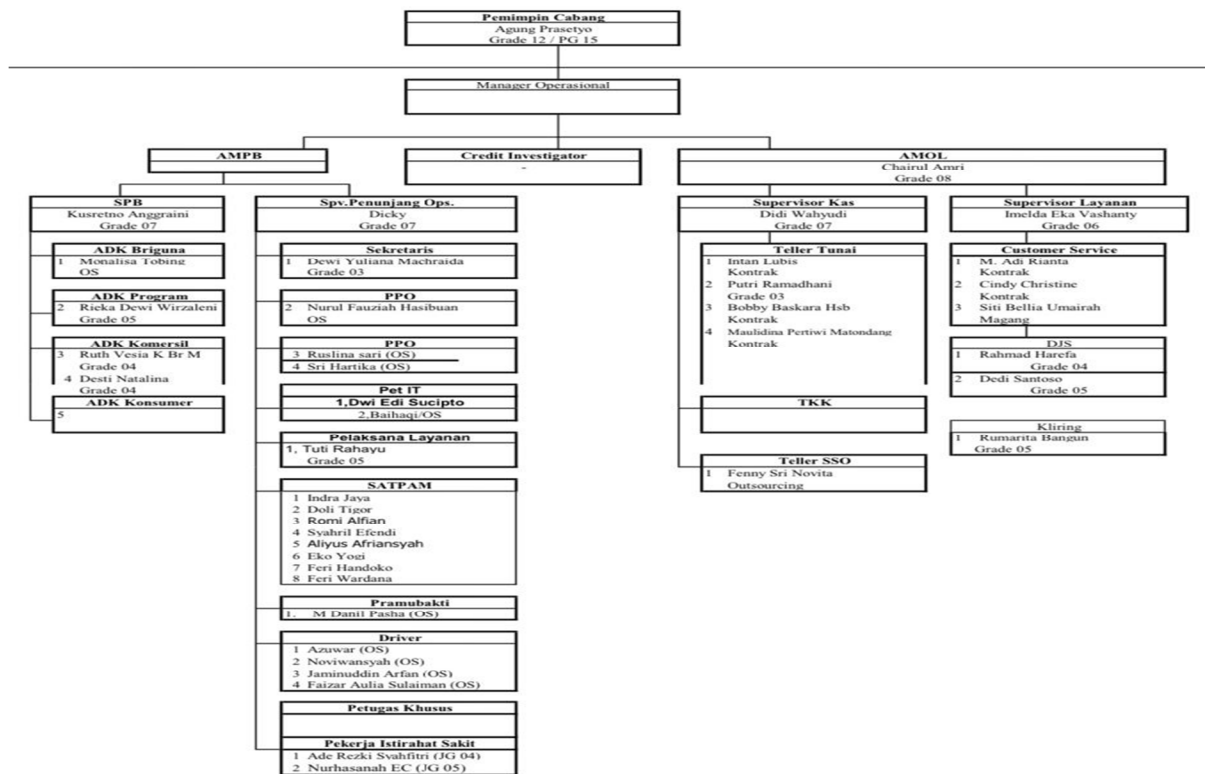 Pemimpin Cabang
Agung Prasetyo
Grade 12 / PG 15
Manager Operasional
AMPB
Credit Investigator
-
AMOL
Chairul Amri
Grade 08
SPB
Kusretno Anggraini
Grade 07
ADK Briguna
1 Monalisa Tobing
OS
ADK Program
2 Rieka Dewi Wirzaleni
Grade 05
ADK Komersil
3 Ruth Vesia K Br M
Grade 04
4 Desti Natalina
Grade 04
ADK Konsumer
5
Spv.Penunjang Ops.
Dicky
Grade 07
Sekretaris
1 Dewi Yuliana Machraida
Grade 03
PPO
2 Nurul Fauziah Hasibuan
OS
PPO
3 Ruslina sari (OS)
4 Sri Hartika (OS)
Pet IT
1,Dwi Edi Sucipto
2,Baihaqi/OS
Pelaksana Layanan
1, Tuti Rahayu
Grade 05
SATPAM
1 Indra Jaya
2 Doli Tigor
3 Romi Alfian
4 Syahril Efendi
5 Aliyus Afriansyah
6 Eko Yogi
7 Feri Handoko
8 Feri Wardana
Pramubakti
1. M Danil Pasha (OS)
Driver
1 Azuwar (OS)
2 Noviwansyah (OS)
3 Jaminuddin Arfan (OS)
4 Faizar Aulia Sulaiman (OS)
Petugas Khusus
Pekerja Istirahat Sakit
1 Ade Rezki Syahfitri (JG 04)
2 Nurhasanah EC (JG 05)
Supervisor Kas
Didi Wahyudi
Grade 07
Teller Tunai
1 Intan Lubis
Kontrak
2 Putri Ramadhani
Grade 03
3 Bobby Baskara Hsb
Kontrak
4 Maulidina Pertiwi Matondang
Kontrak
TKK
Teller SSO
1 Fenny Sri Novita
Outsourcing
Supervisor Layanan
Imelda Eka Vashanty
Grade 06
Customer Service
1 M. Adi Rianta
Kontrak
2 Cindy Christine
Kontrak
3 Siti Bellia Umairah
Magang
DJS
1 Rahmad Harefa
Grade 04
2 Dedi Santoso
Grade 05
Kliring
1 Rumarita Bangun
Grade 05